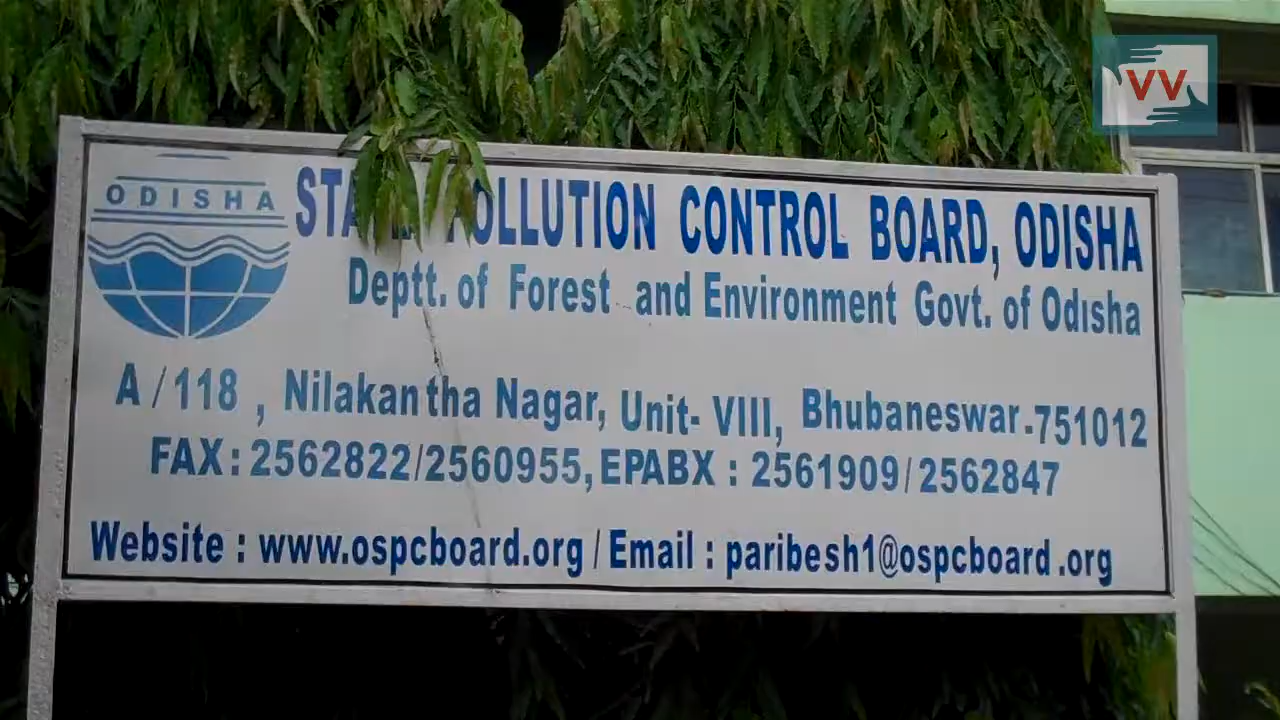 ODISHA
STATE POLLUTION CONTROL BOARD, ODISHA
Deptt. of Forest and Environment Govt. of Odisha
A / 118 , Nilakantha Nagar, Unit- VIII, Bhubaneswar.-751012
FAX : 2562822/2560955, EPABX : 2561909/2562847
Website : www.ospcboard.org / Email : paribesh1@ospcboard.org
VV